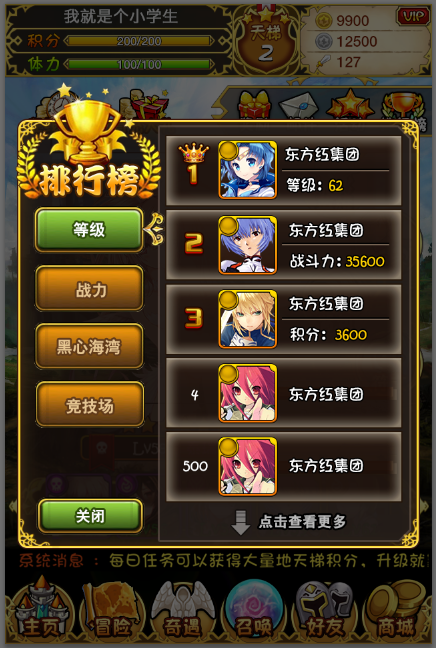 我就是个小学生
积分 200/200
体力 100/100
天梯
2
9900
12500
127
VIP
排行榜
等级
战力
黑心海湾
竞技场
关闭
1
东方红集团
等级：62
2
东方红集团
战斗力：35600
3
东方红集团
积分：3600
4
东方红集团
500
东方红集团
点击查看更多
系统消息：每日任务可以获得大量地天梯积分，升级就
主页 冒险 奇遇 召唤 好友 商城